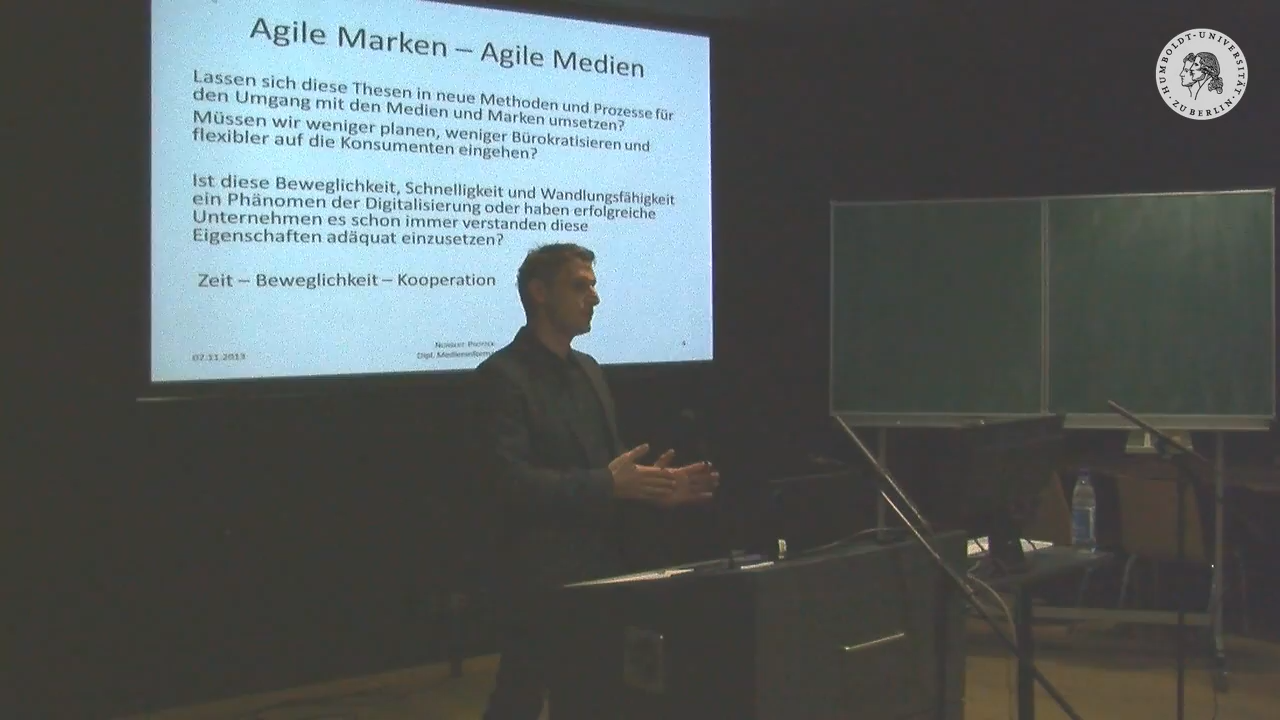 Agile Marken – Agile Medien
Lassen sich diese Thesen in neue Methoden und Prozesse für
den Umgang mit den Medien und Marken umsetzen?
Müssen wir weniger planen, weniger Bürokratisieren und
flexibler auf die Konsumenten eingehen?
Ist diese Beweglichkeit, Schnelligkeit und Wandlungsfähigkeit
ein Phänomen der Digitalisierung oder haben erfolgreiche
Unternehmen es schon immer verstanden diese
Eigenschaften adäquat einzusetzen?
Zeit – Beweglichkeit – Kooperation
02.11.2013
Dipl.
4
HUMBOLDT-UNIVERSITÄT
ZU BERLIN